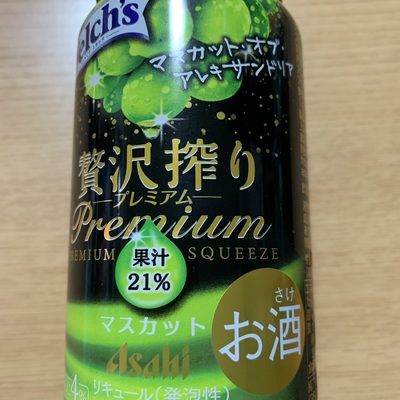 elch's
マスカット・オブ・
アレキサンドリア
贅沢搾り
プレミアム
Premium
REMIUM SQUEEZE
果汁
21%
マスカット
さけ
お酒
Asahi
4%
リキュール(発泡性)